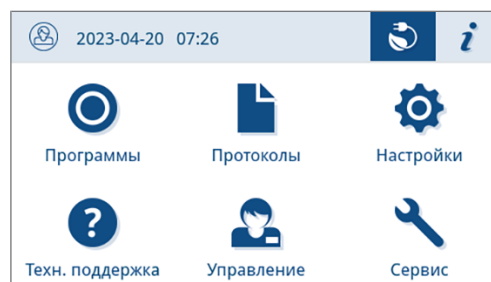 2023-04-20 07:26
i
Программы Протоколы Настройки
?
Техн. поддержка Управление Сервис